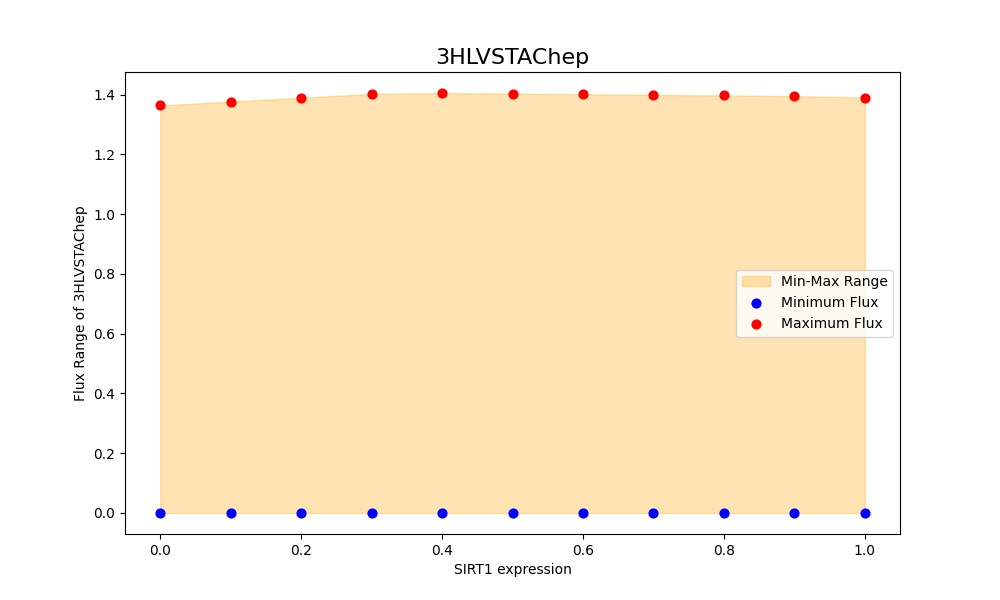 3HLVSTAChep
Flux Range of 3HLVSTAChep
1.4
1.2
1.0
0.8
0.6
0.4
0.2
0.0
Min-Max Range
Minimum Flux
Maximum Flux
0.0 0.2 0.4 0.6 0.8 1.0
SIRT1 expression